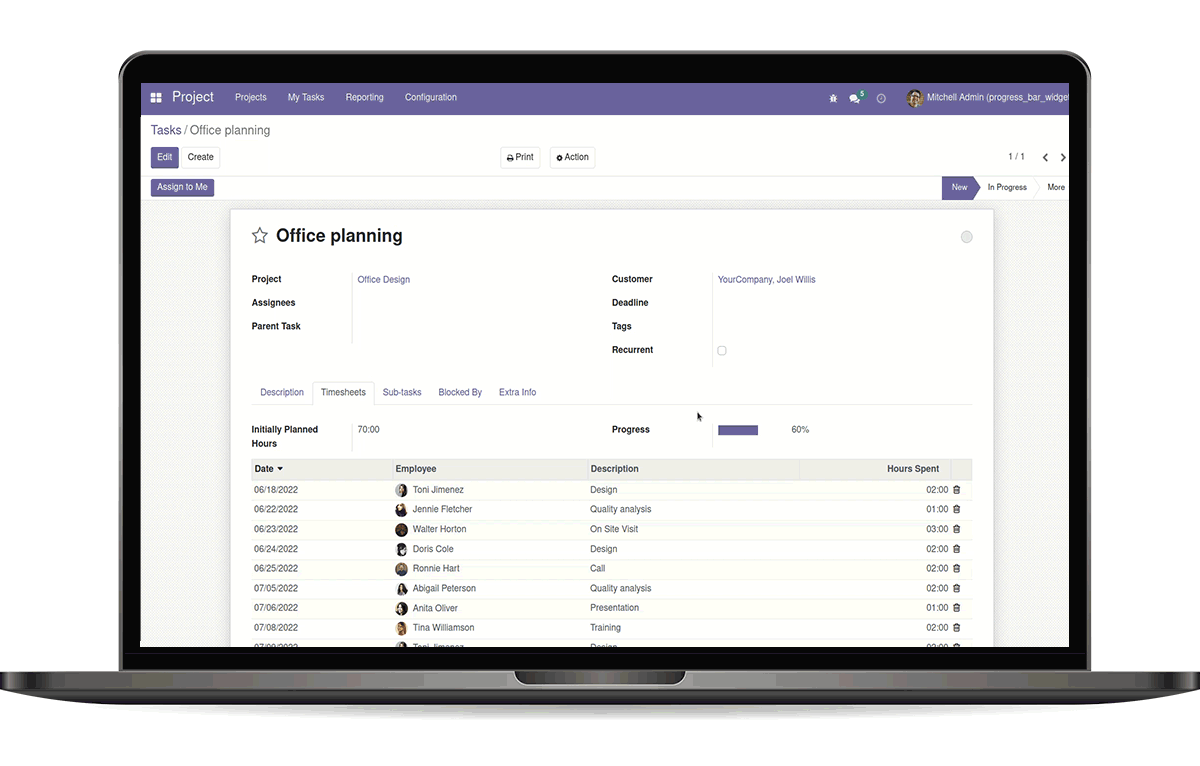 Project Projects My Tasks Reporting Configuration 5 Mitchell Admin (progress_bar_widget
Tasks / Office planning
Edit Create Print Action 1 / 1
Assign to Me New In Progress More
Office planning
Project Office Design Customer YourCompany, Joel Willis
Assignees Deadline
Parent Task Tags
Recurrent
Description Timesheets Sub-tasks Blocked By Extra Info
Initially Planned 70:00 Progress 60%
Hours
Date Employee Description Hours Spent
06/18/2022 Toni Jimenez Design 02:00
06/22/2022 Jennie Fletcher Quality analysis 01:00
06/23/2022 Walter Horton On Site Visit 03:00
06/24/2022 Doris Cole Design 02:00
06/25/2022 Ronnie Hart Call 02:00
07/05/2022 Abigail Peterson Quality analysis 02:00
07/06/2022 Anita Oliver Presentation 01:00
07/08/2022 Tina Williamson Training 02:00
Toni Jimenez Design